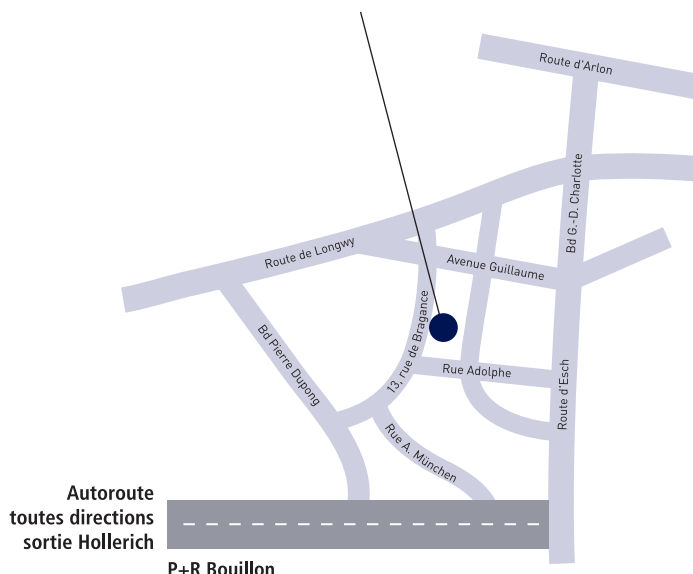 Route d'Arlon
Bd G.-D. Charlotte
Route de Longwy
Avenue Guillaume
13, rue de Bragance
Bd Pierre Dupong
Rue Adolphe
Route d'Esch
Rue A. München
Autoroute
toutes directions
sortie Hollerich
P+R Bouillon